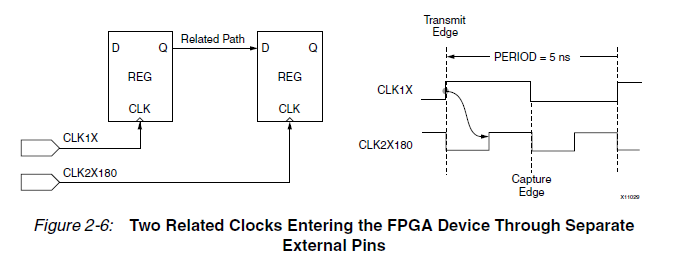 Transmit
Edge
D
Q
Related Path
D
Q
PERIOD = 5 ns
REG
REG
CLK1X
CLK
CLK
CLK1X
CLK2X180
CLK2X180
Capture
Edge
X11029
Figure 2-6: Two Related Clocks Entering the FPGA Device Through Separate
External Pins